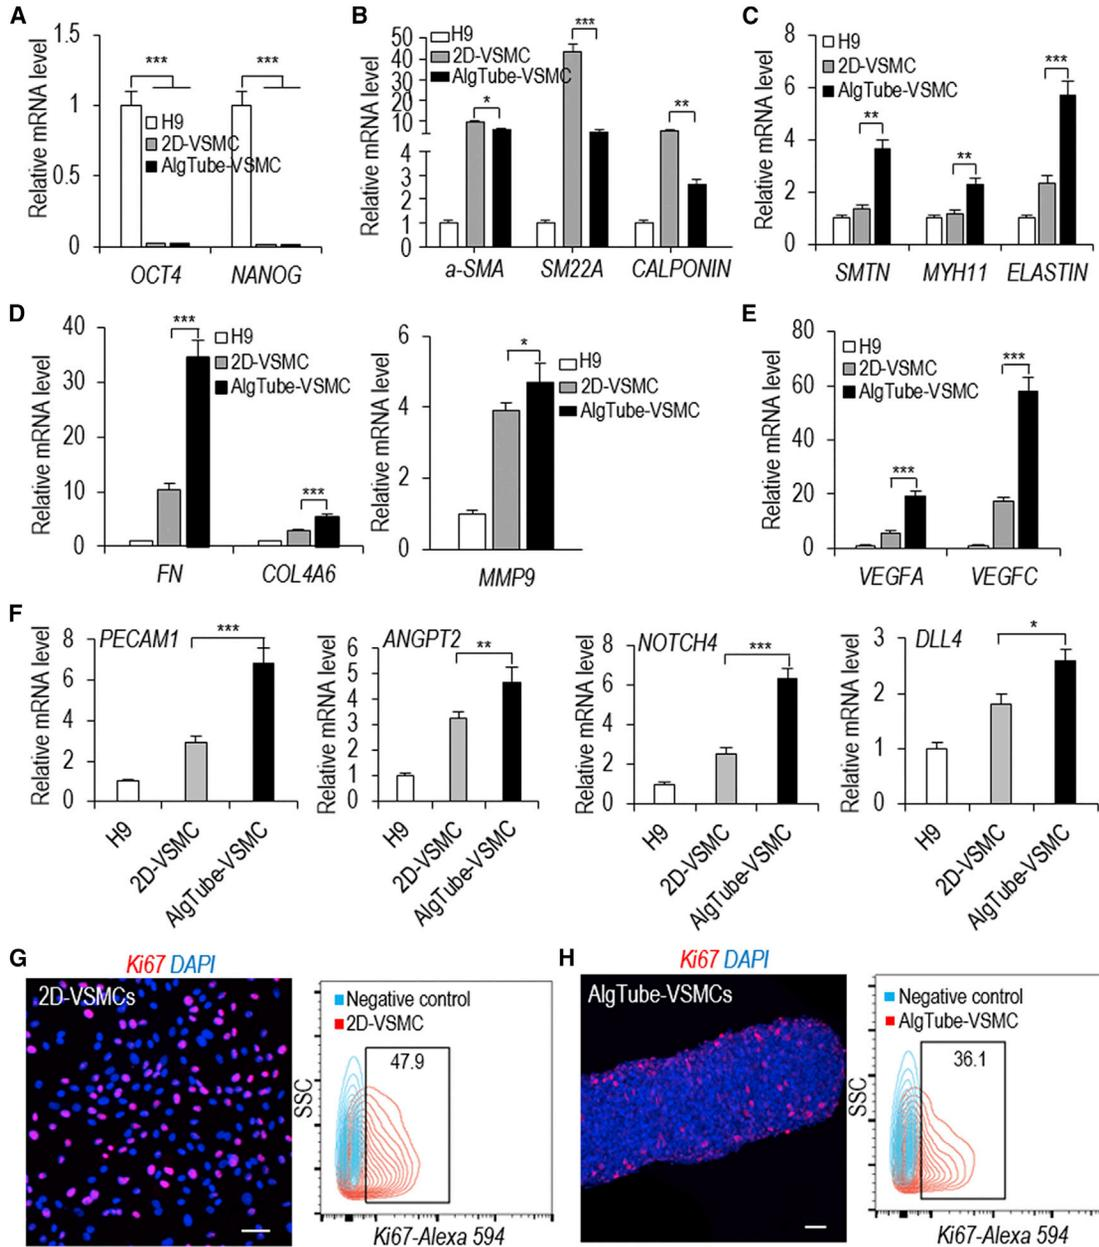 A
Relative mRNA level
1.5
1
0.5
0
***
***
H9
2D-VSMC
AlgTube-VSMC
OCT4
NANOG
B
Relative mRNA level
50
40
30
20
10
4
3
2
1
0
H9
2D-VSMC
AlgTube-VSMC
*
***
**
a-SMA
SM22A
CALPONIN
C
Relative mRNA level
8
6
4
2
0
H9
2D-VSMC
AlgTube-VSMC
**
**
***
SMTN
MYH11
ELASTIN
D
Relative mRNA level
40
30
20
10
0
***
***
H9
2D-VSMC
AlgTube-VSMC
FN
COL4A6
Relative mRNA level
6
4
2
0
*
H9
2D-VSMC
AlgTube-VSMC
MMP9
E
Relative mRNA level
80
60
40
20
0
H9
2D-VSMC
AlgTube-VSMC
***
***
VEGFA
VEGFC
F
Relative mRNA level
8
6
4
2
0
PECAM1
***
H9
2D-VSMC
AlgTube-VSMC
Relative mRNA level
6
5
4
3
2
1
0
ANGPT2
**
H9
2D-VSMC
AlgTube-VSMC
Relative mRNA level
8
6
4
2
0
NOTCH4
***
H9
2D-VSMC
AlgTube-VSMC
Relative mRNA level
3
2
1
0
DLL4
*
H9
2D-VSMC
AlgTube-VSMC
G
Ki67 DAPI
2D-VSMCs
SSC
Negative control
2D-VSMC
47.9
Ki67-Alexa 594
H
Ki67 DAPI
AlgTube-VSMCs
SSC
Negative control
AlgTube-VSMC
36.1
Ki67-Alexa 594